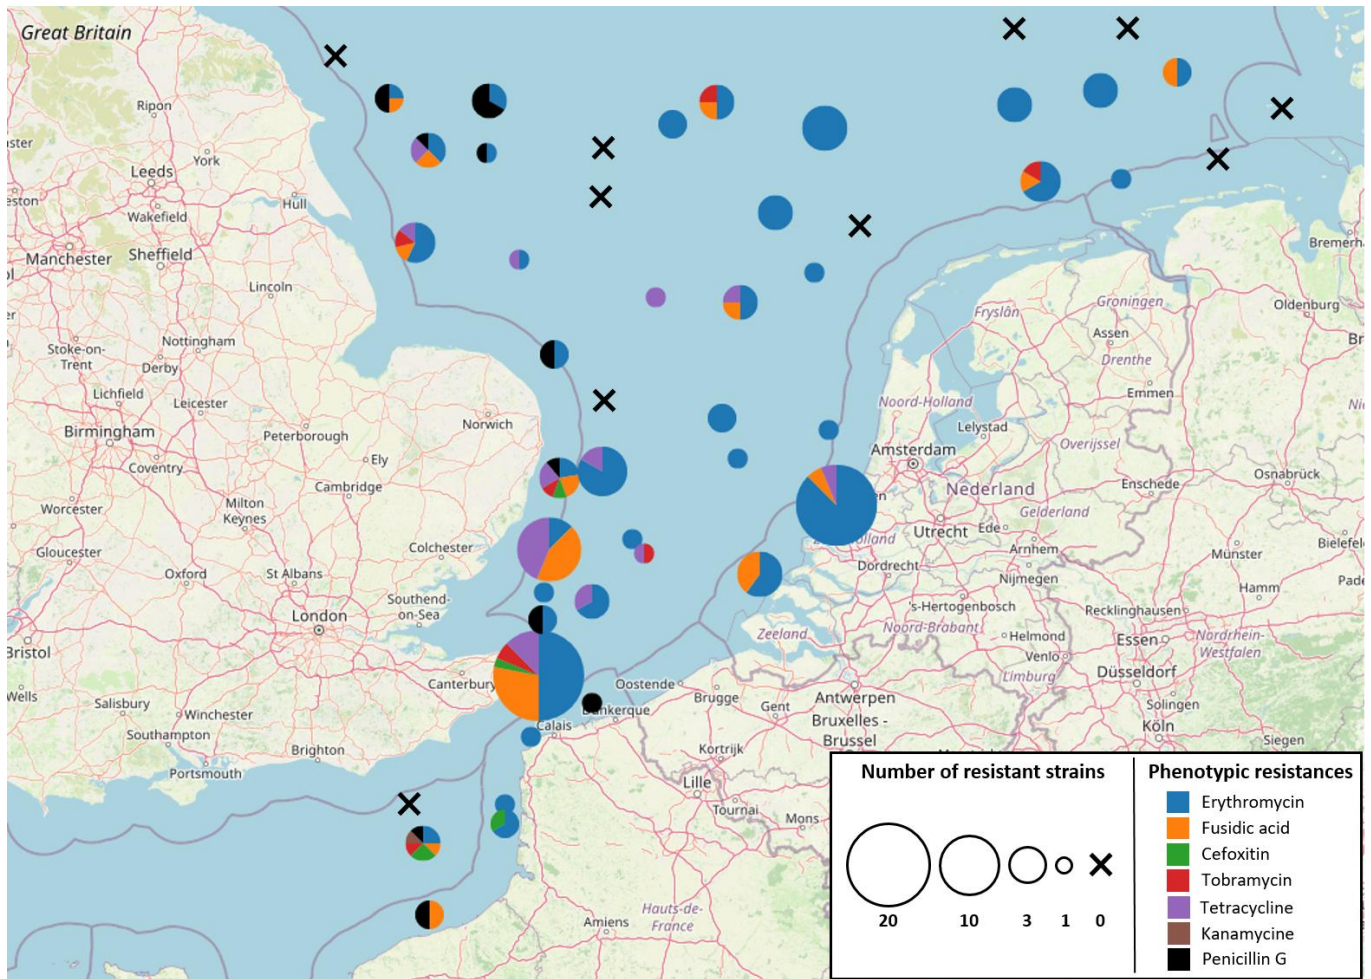 Great Britain
Ripon
York
Leeds
Hull
Wakefield
Manchester
Sheffield
Lincoln
Stoke-on-
Trent
Nottingham
Derby
Lichfield
Leicester
Norwich
Birmingham
Peterborough
Coventry
Ely
Cambridge
Worcester
Milton
Keynes
Gloucester
Colchester
Oxford
St Albans
Southend-
on-Sea
London
Bristol
Canterbury
Wells
Salisbury
Winchester
Southampton
Brighton
Portsmouth
Bremerh
Groningen
Oldenburg
Fryslân
Assen
Drenthe
Emmen
Noord-Holland
Lelystad
Amsterdam
Overijssel
Osnabrück
Nederland
Enschede
Gelderland
Utrecht
Ede
Arnhem
Münster
Bielefel
Dordrecht
Nijmegen
Hamm
Pade
's-Hertogenbosch
Recklinghausen
Zeeland
Noord-Brabant
Helmond
Essen
Nordrhein-
Westfalen
Venlo
Limburg
Düsseldorf
Oostende
Brugge
Gent
Antwerpen
Solingen
Calais
Bruxelles -
Brussel
Köln
Kortrijk
Siegen
Lille
Tournai
Mons
Amiens
Hauts-de-
France
Number of resistant strains
20 10 3 1 0
Phenotypic resistances
Erythromycin
Fusidic acid
Cefoxitin
Tobramycin
Tetracycline
Kanamycine
Penicillin G